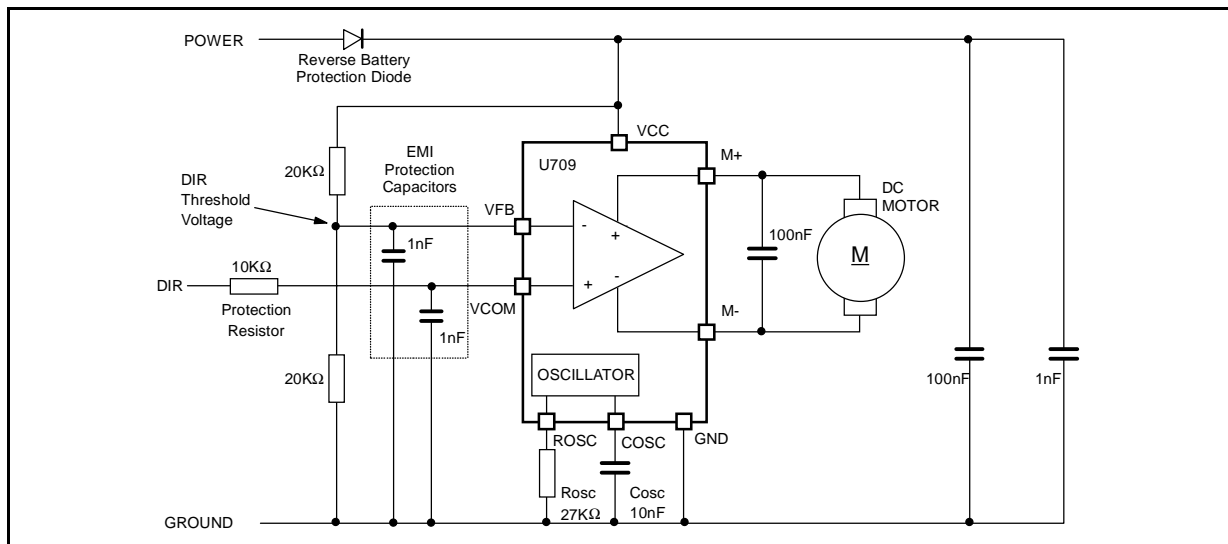 POWER
Reverse Battery
Protection Diode
VCC
M+
U709
EMI
Protection
Capacitors
20KΩ
DIR
Threshold
Voltage
DC
MOTOR
VFB
-
+
1nF
100nF
M
10KΩ
-
DIR
+
VCOM
Protection
Resistor
M-
1nF
20KΩ
OSCILLATOR
100nF
1nF
ROSC
COSC
GND
Rosc
27KΩ
Cosc
10nF
GROUND